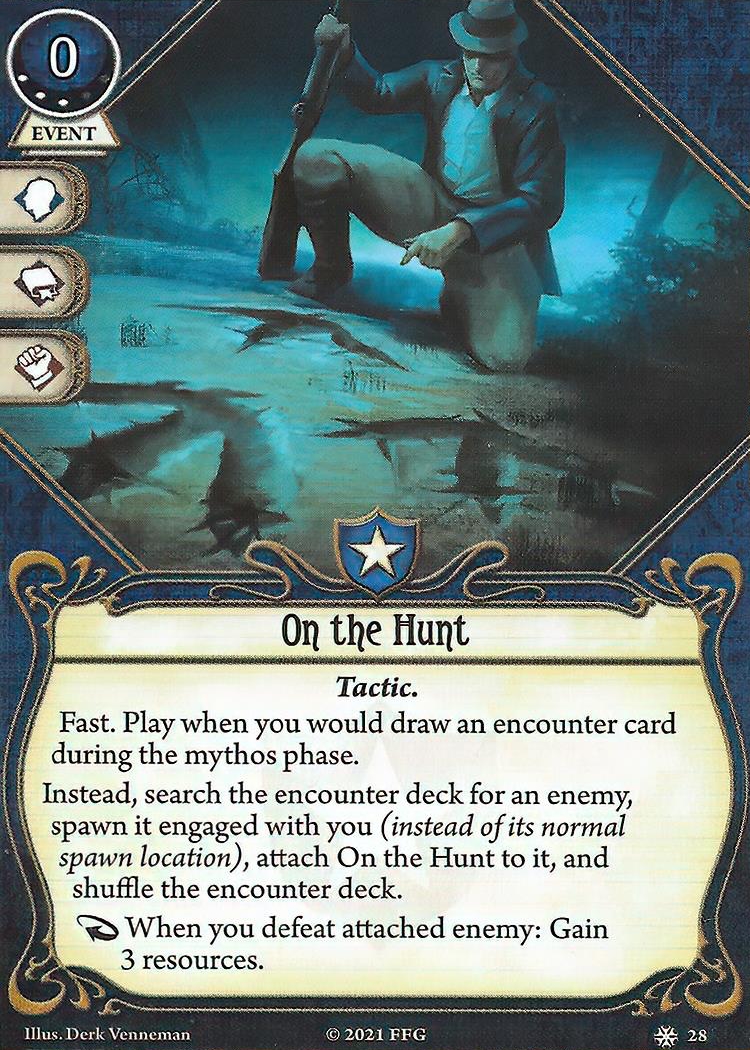 0
EVENT
On the Hunt
Tactic.
Fast. Play when you would draw an encounter card
during the mythos phase.
Instead, search the encounter deck for an enemy,
spawn it engaged with you (instead of its normal
spawn location), attach On the Hunt to it, and
shuffle the encounter deck.
When you defeat attached enemy: Gain
3 resources.
Illus. Derk Venneman
© 2021 FFG
28